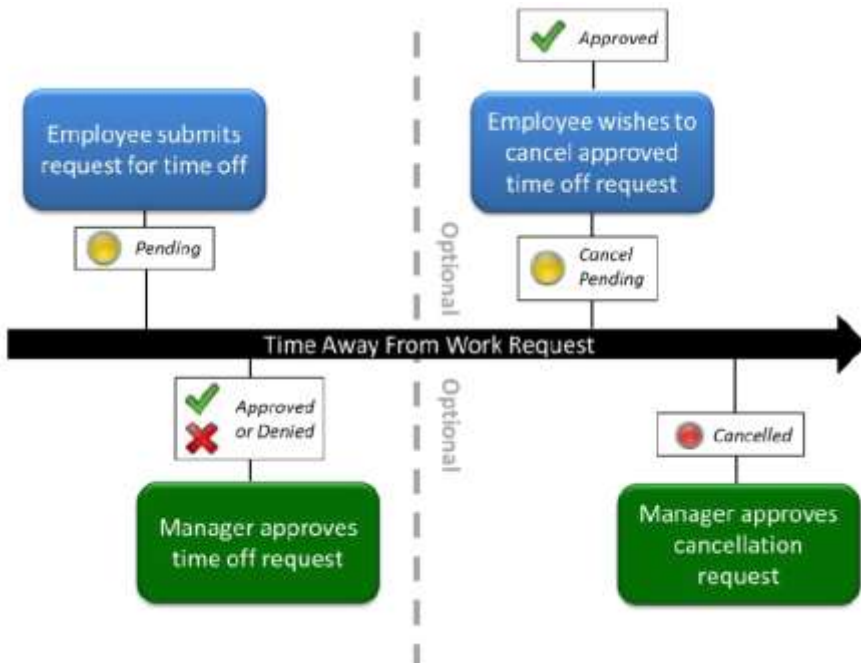 Approved
Employee submits
request for time off
Employee wishes to
cancel approved
time off request
Pending
Cancel
Pending
Optional
Time Away From Work Request
Optional
Approved
or Denied
Cancelled
Manager approves
time off request
Manager approves
cancellation
request